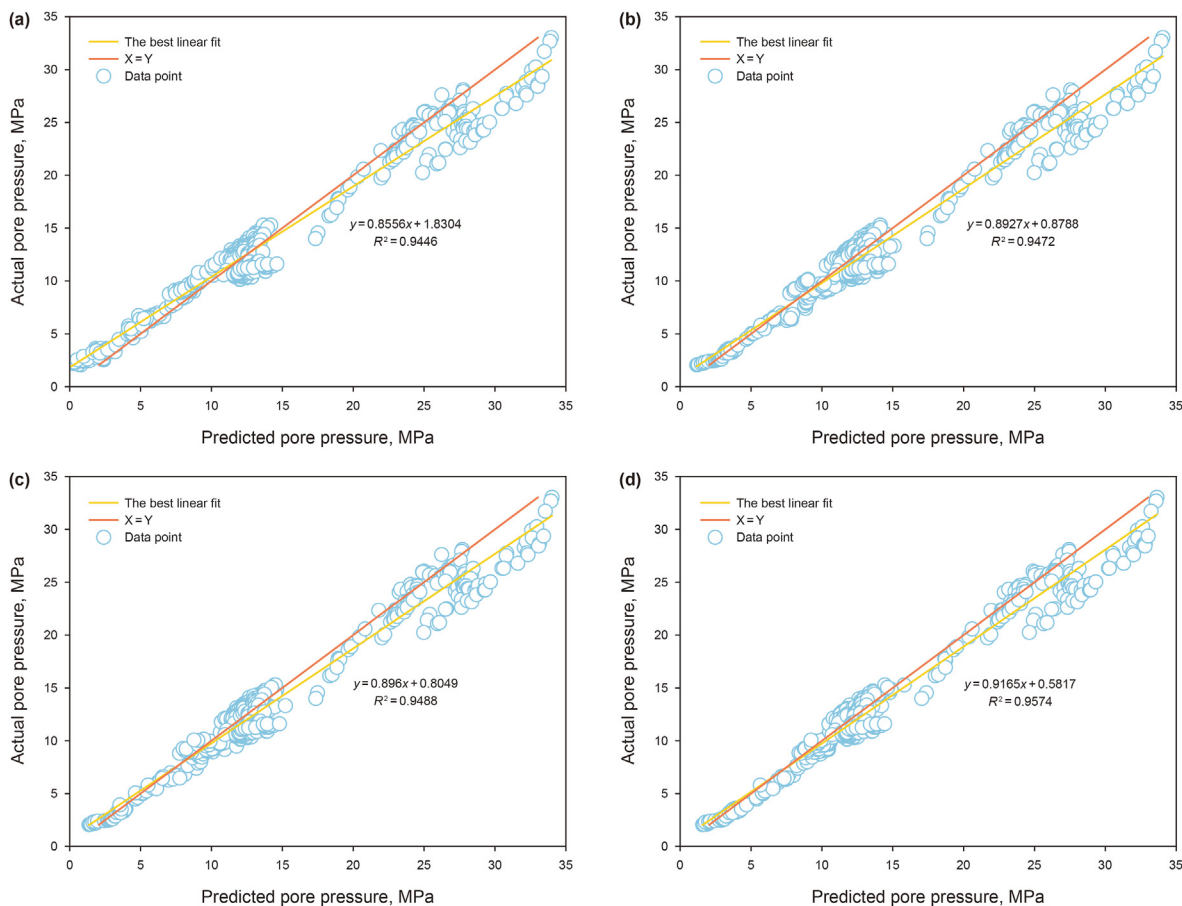 (a)
The best linear fit
X = Y
Data point
y = 0.8556x + 1.8304
R² = 0.9446
Actual pore pressure, MPa
35
30
25
20
15
10
5
0
0 5 10 15 20 25 30 35
Predicted pore pressure, MPa
(b)
The best linear fit
X = Y
Data point
y = 0.8927x + 0.8788
R² = 0.9472
Actual pore pressure, MPa
35
30
25
20
15
10
5
0
0 5 10 15 20 25 30 35
Predicted pore pressure, MPa
(c)
The best linear fit
X = Y
Data point
y = 0.896x + 0.8049
R² = 0.9488
Actual pore pressure, MPa
35
30
25
20
15
10
5
0
0 5 10 15 20 25 30 35
Predicted pore pressure, MPa
(d)
The best linear fit
X = Y
Data point
y = 0.9165x + 0.5817
R² = 0.9574
Actual pore pressure, MPa
35
30
25
20
15
10
5
0
0 5 10 15 20 25 30 35
Predicted pore pressure, MPa